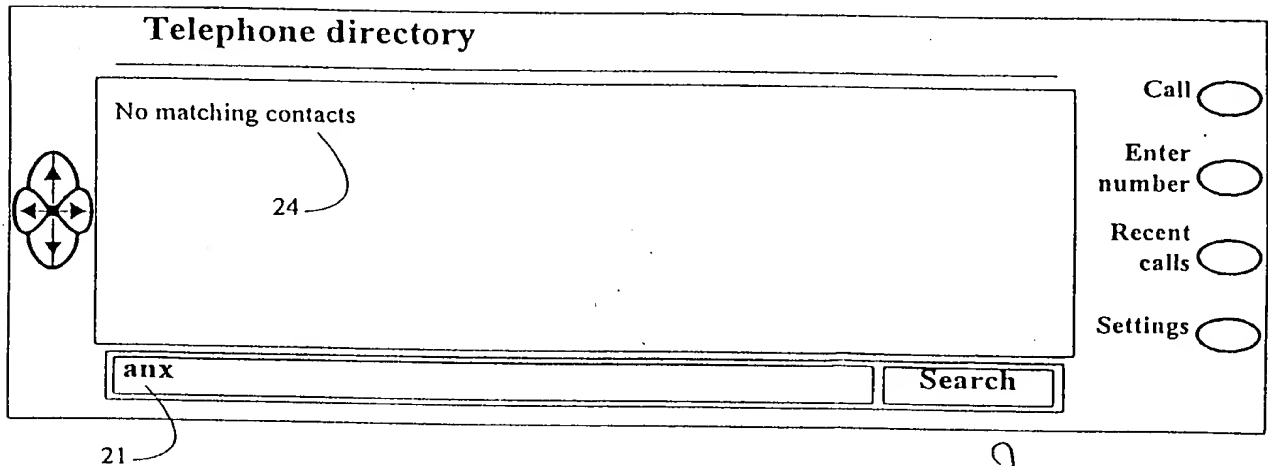 Telephone directory
No matching contacts
24
Call
Enter
number
Recent
calls
Settings
anx
Search
21